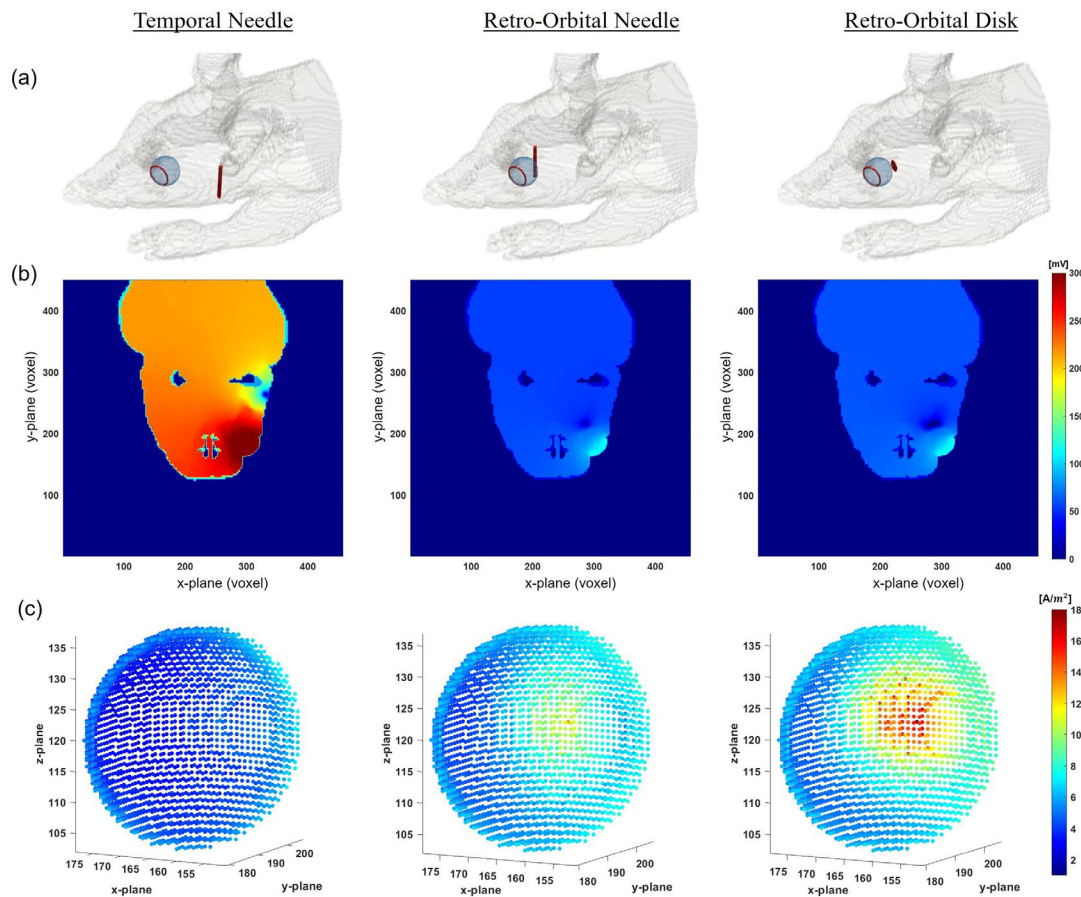 Temporal Needle Retro-Orbital Needle Retro-Orbital Disk
(a)
(b)
[mV]
300
250
200
150
100
50
0
y-plane (voxel)
400
300
200
100
100 200 300 400
x-plane (voxel)
y-plane (voxel)
400
300
200
100
100 200 300 400
x-plane (voxel)
y-plane (voxel)
400
300
200
100
100 200 300 400
x-plane (voxel)
(c)
[A/m²]
18
16
14
12
10
8
6
4
2
z-plane
135
130
125
120
115
110
105
175 170 165 160 155
x-plane
180 190 200
y-plane
z-plane
135
130
125
120
115
110
105
175 170 165 160 155
x-plane
180 190 200
y-plane
z-plane
135
130
125
120
115
110
105
175 170 165 160 155
x-plane
180 190 200
y-plane